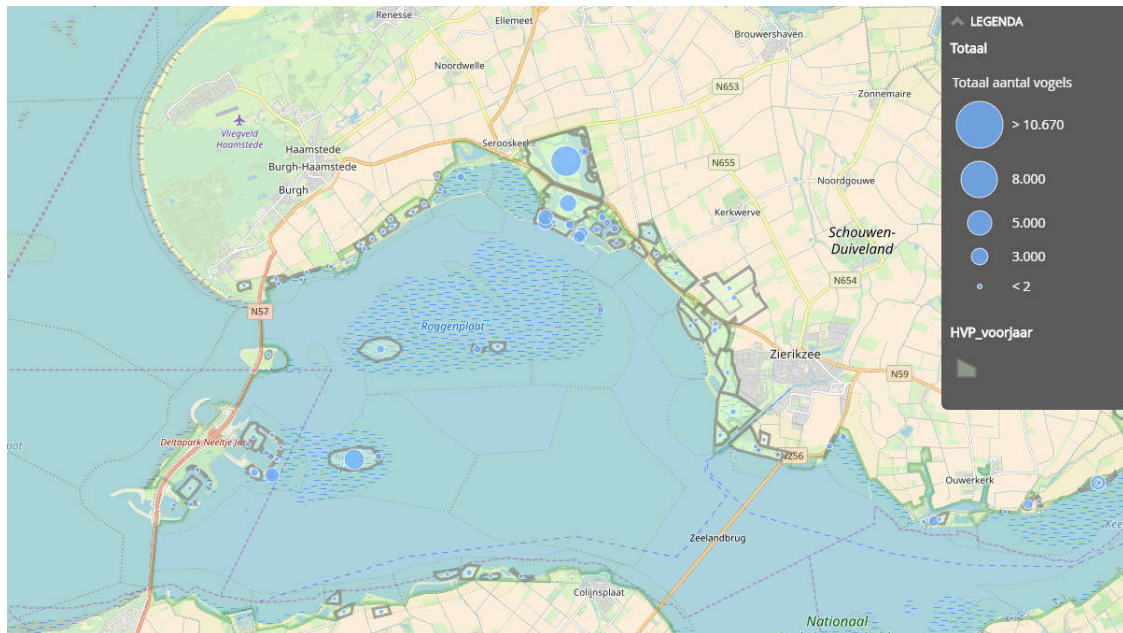 Renesse
Ellemeet
Brouwershaven
Noordwelle
N653
Zonnemaire
Vliegveld
Haamstede
Serooskerke
Haamstede
Burgh-Haamstede
Burgh
N655
Noordgouwe
Kerkwerve
Schouwen-
Duiveland
N654
N57
Roggenplaat
Zierikzee
N59
Deltapark Neeltje Ja
N256
Ouwerkerk
Zeelandbrug
Kee
Colijnsplaat
Nationaal
LEGENDA
Totaal
Totaal aantal vogels
> 10.670
8.000
5.000
3.000
< 2
HVP_voorjaar